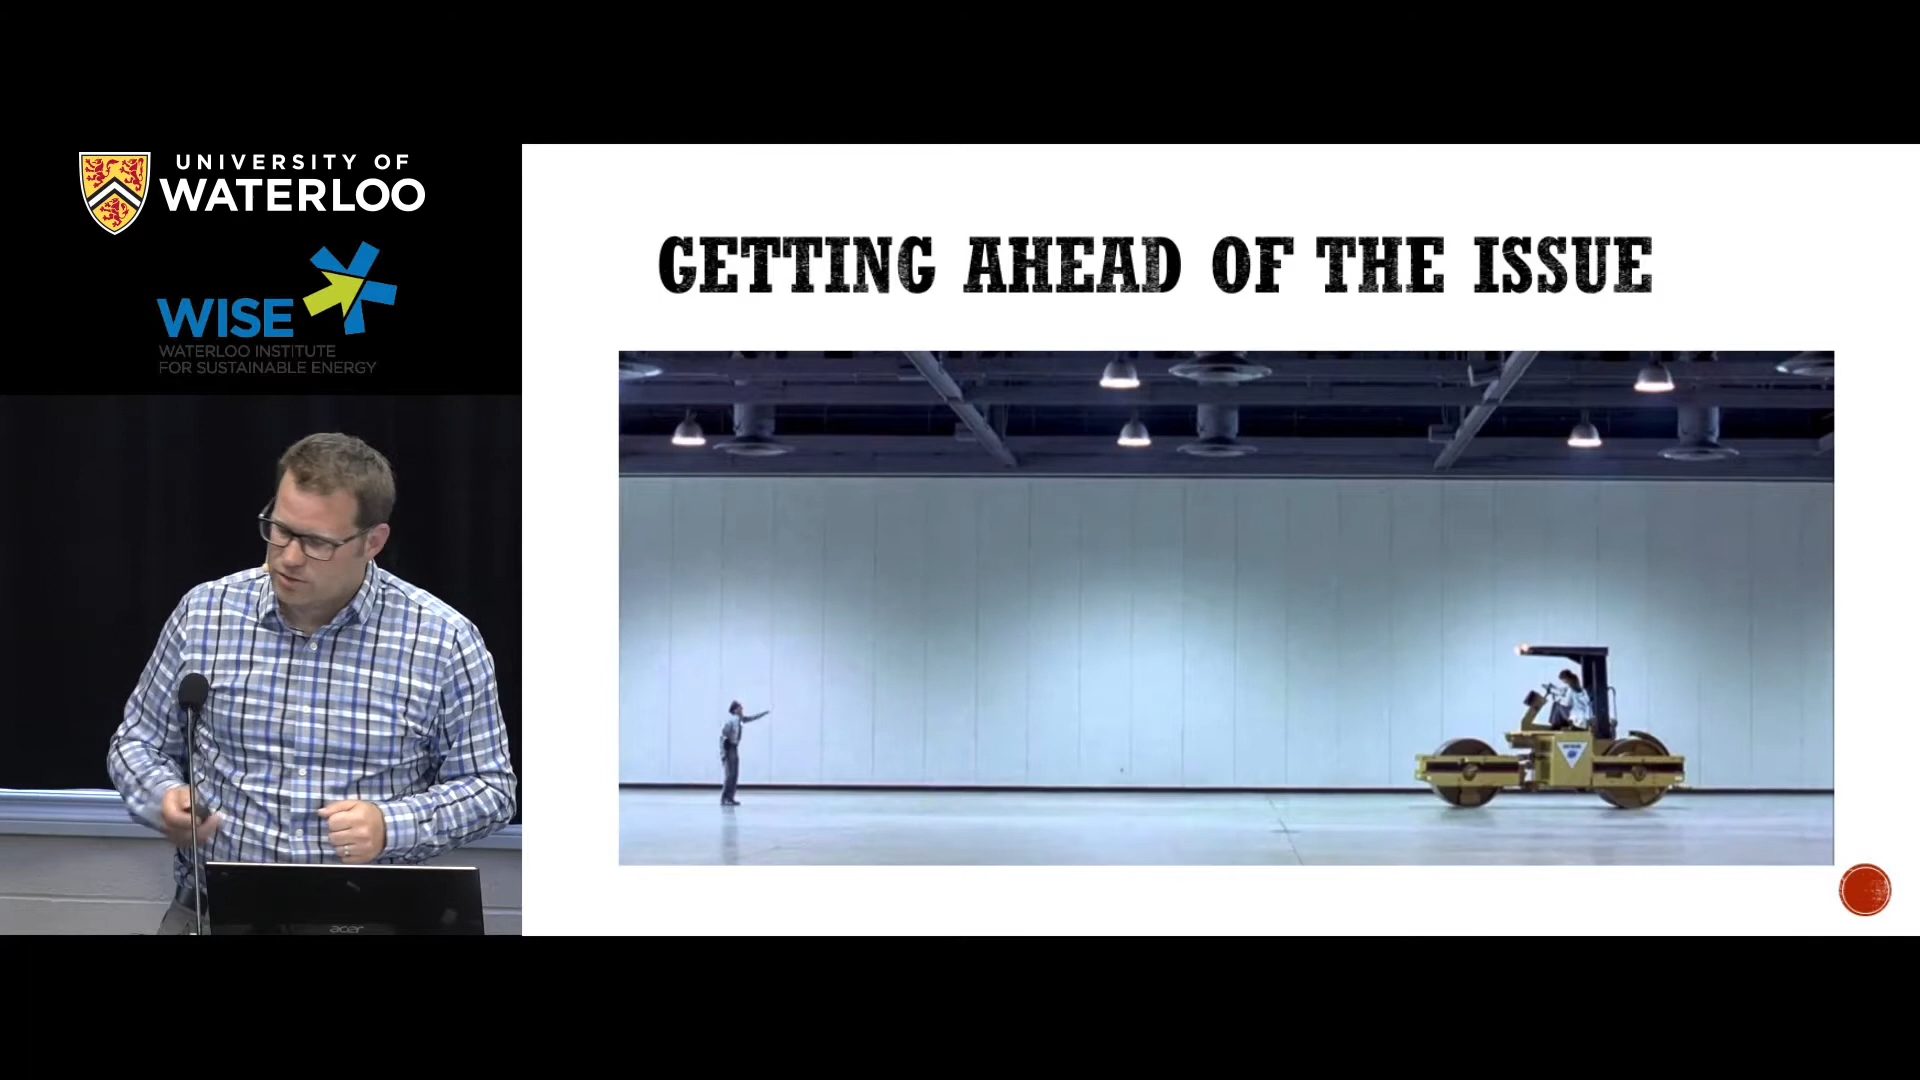 UNIVERSITY OF
WATERLOO
WISE
WATERLOO INSTITUTE
FOR SUSTAINABLE ENERGY
GETTING AHEAD OF THE ISSUE
acer